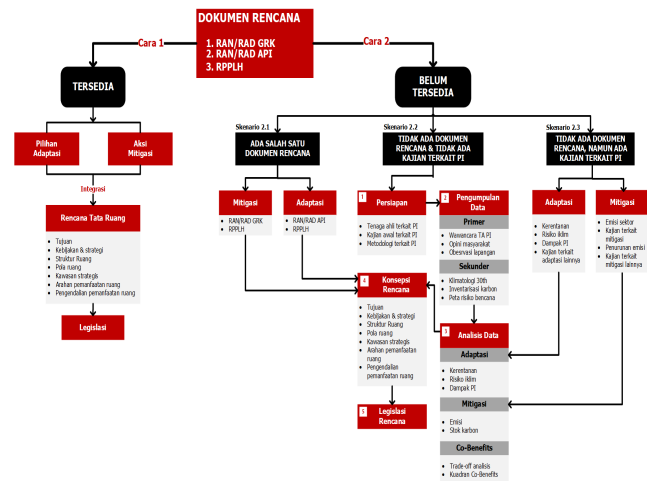 DOKUMEN RENCANA
1. RAN/RAD GRK
2. RAN/RAD API
3. RPPLH
Cara 1
Cara 2
TERSEDIA
BELUM
TERSEDIA
Pilihan
Adaptasi
Aksi
Mitigasi
Integrasi
Rencana Tata Ruang
• Tujuan
• Kebijakan & strategi
• Struktur Ruang
• Pola ruang
• Kawasan strategis
• Arahan pemanfaatan ruang
• Pengendalian pemanfaatan ruang
Legislasi
Skenario 2.1
ADA SALAH SATU
DOKUMEN RENCANA
Mitigasi
• RAN/RAD GRK
• RPPLH
Adaptasi
• RAN/RAD API
• RPPLH
Skenario 2.2
TIDAK ADA DOKUMEN
RENCANA & TIDAK ADA
KAJIAN TERKAIT PI
1
Persiapan
• Tenaga ahli terkait PI
• Kajian awal terkait PI
• Metodologi terkait PI
2
Pengumpulan
Data
Primer
• Wawancara TA PI
• Opini masyarakat
• Obesrvasi lapangan
Sekunder
• Klimatologi 30th
• Inventarisasi karbon
• Peta risiko bencana
3
Analisis Data
Adaptasi
• Kerentanan
• Risiko iklim
• Dampak PI
Mitigasi
• Emisi
• Stok karbon
Co-Benefits
• Trade-off analisis
• Kuadran Co-Benefits
4
Konsepsi
Rencana
• Tujuan
• Kebijakan & strategi
• Struktur Ruang
• Pola ruang
• Kawasan strategis
• Arahan pemanfaatan
ruang
• Pengendalian
pemanfaatan ruang
5
Legislasi
Rencana
Skenario 2.3
TIDAK ADA DOKUMEN
RENCANA, NAMUN ADA
KAJIAN TERKAIT PI
Adaptasi
• Kerentanan
• Risiko iklim
• Dampak PI
• Kajian terkait
adaptasi lainnya
Mitigasi
• Emisi sektor
• Kajian terkait
mitigasi
• Penurunan emisi
• Kajian terkait
mitigasi lainnya